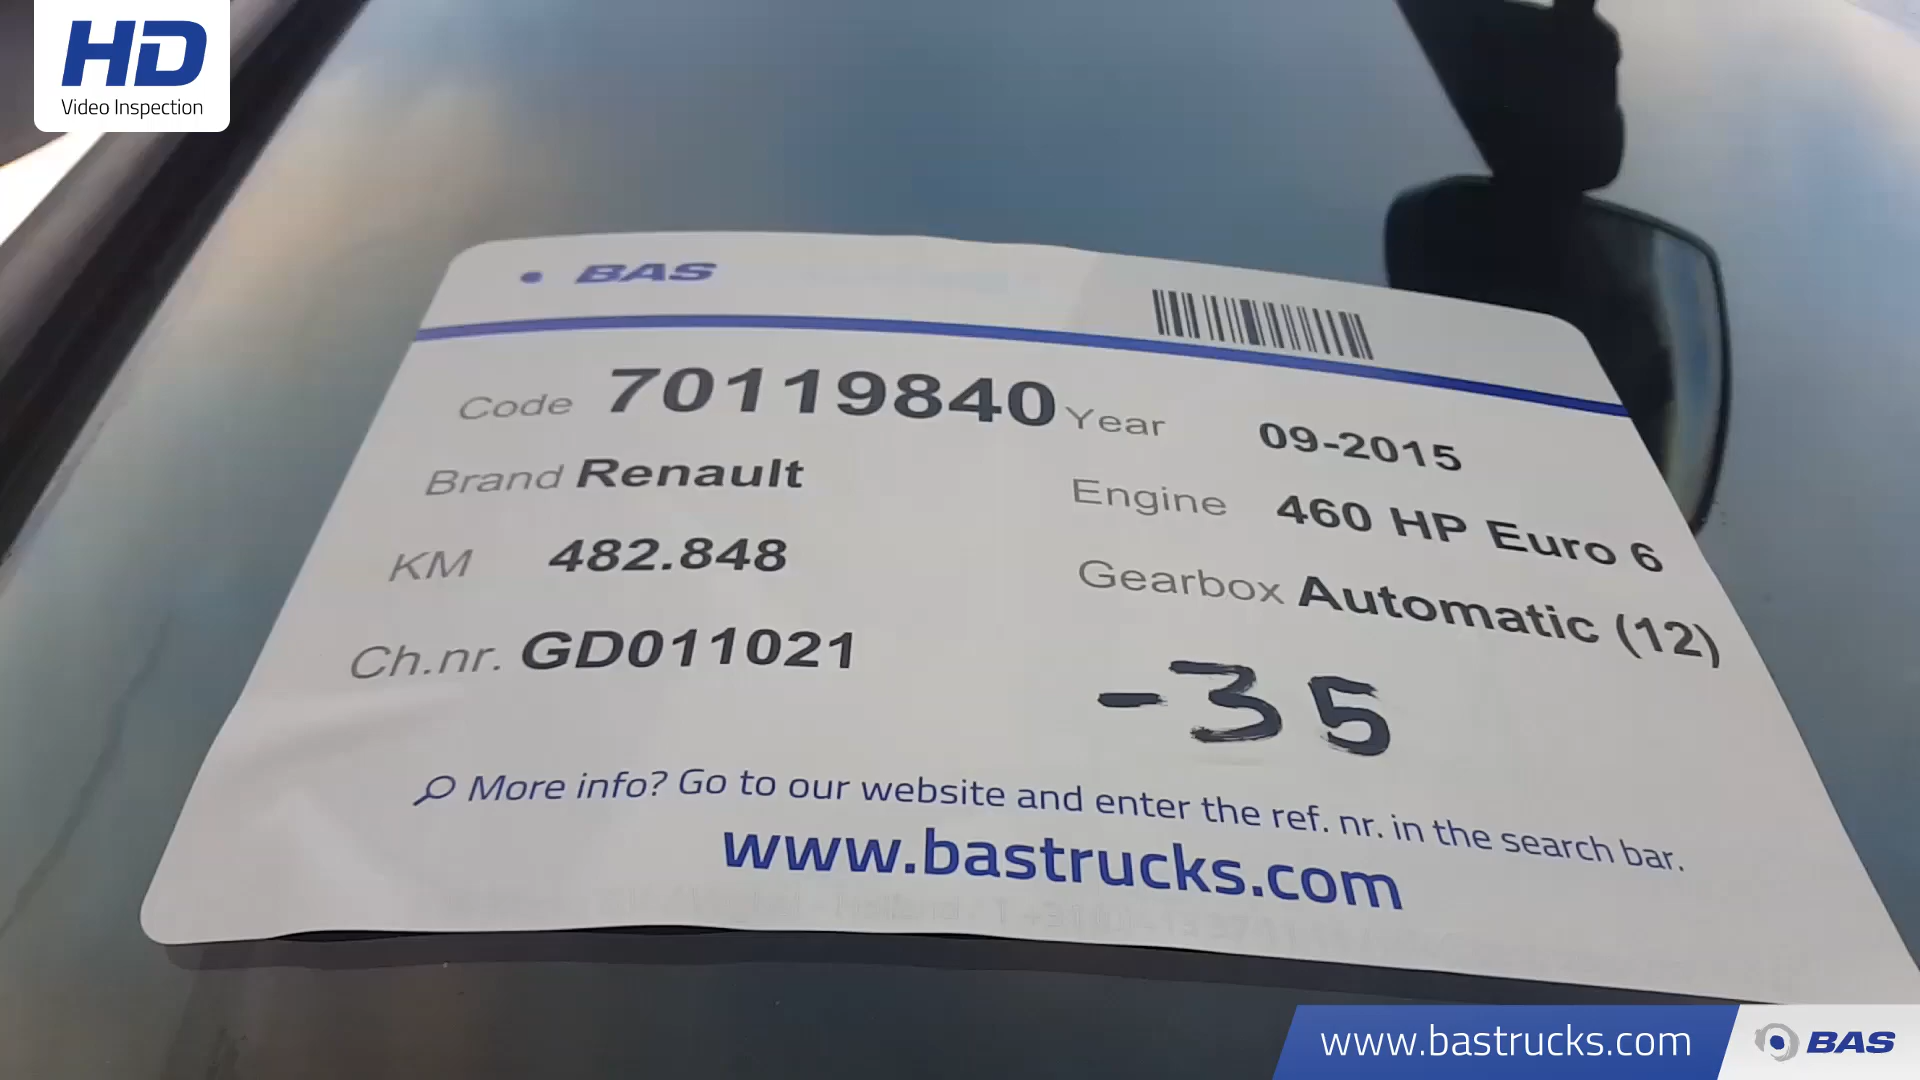 HD
Video Inspection
BAS
Code 70119840 Year 09-2015
Brand Renault Engine 460 HP Euro 6
KM 482.848 Gearbox Automatic (12)
Ch.nr. GD011021
-35
More info? Go to our website and enter the ref. nr. in the search bar.
www.bastrucks.com
www.bastrucks.com BAS